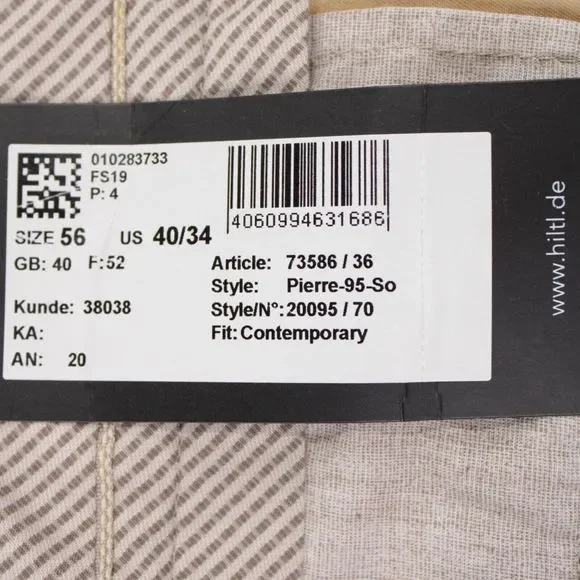 010283733
FS19
P: 4
4060994631686
SIZE 56 US 40/34
GB: 40 F: 52
Article: 73586 / 36
Style: Pierre-95-So
Kunde: 38038
Style/N°: 20095 / 70
KA:
Fit: Contemporary
AN: 20
www.hiltl.de